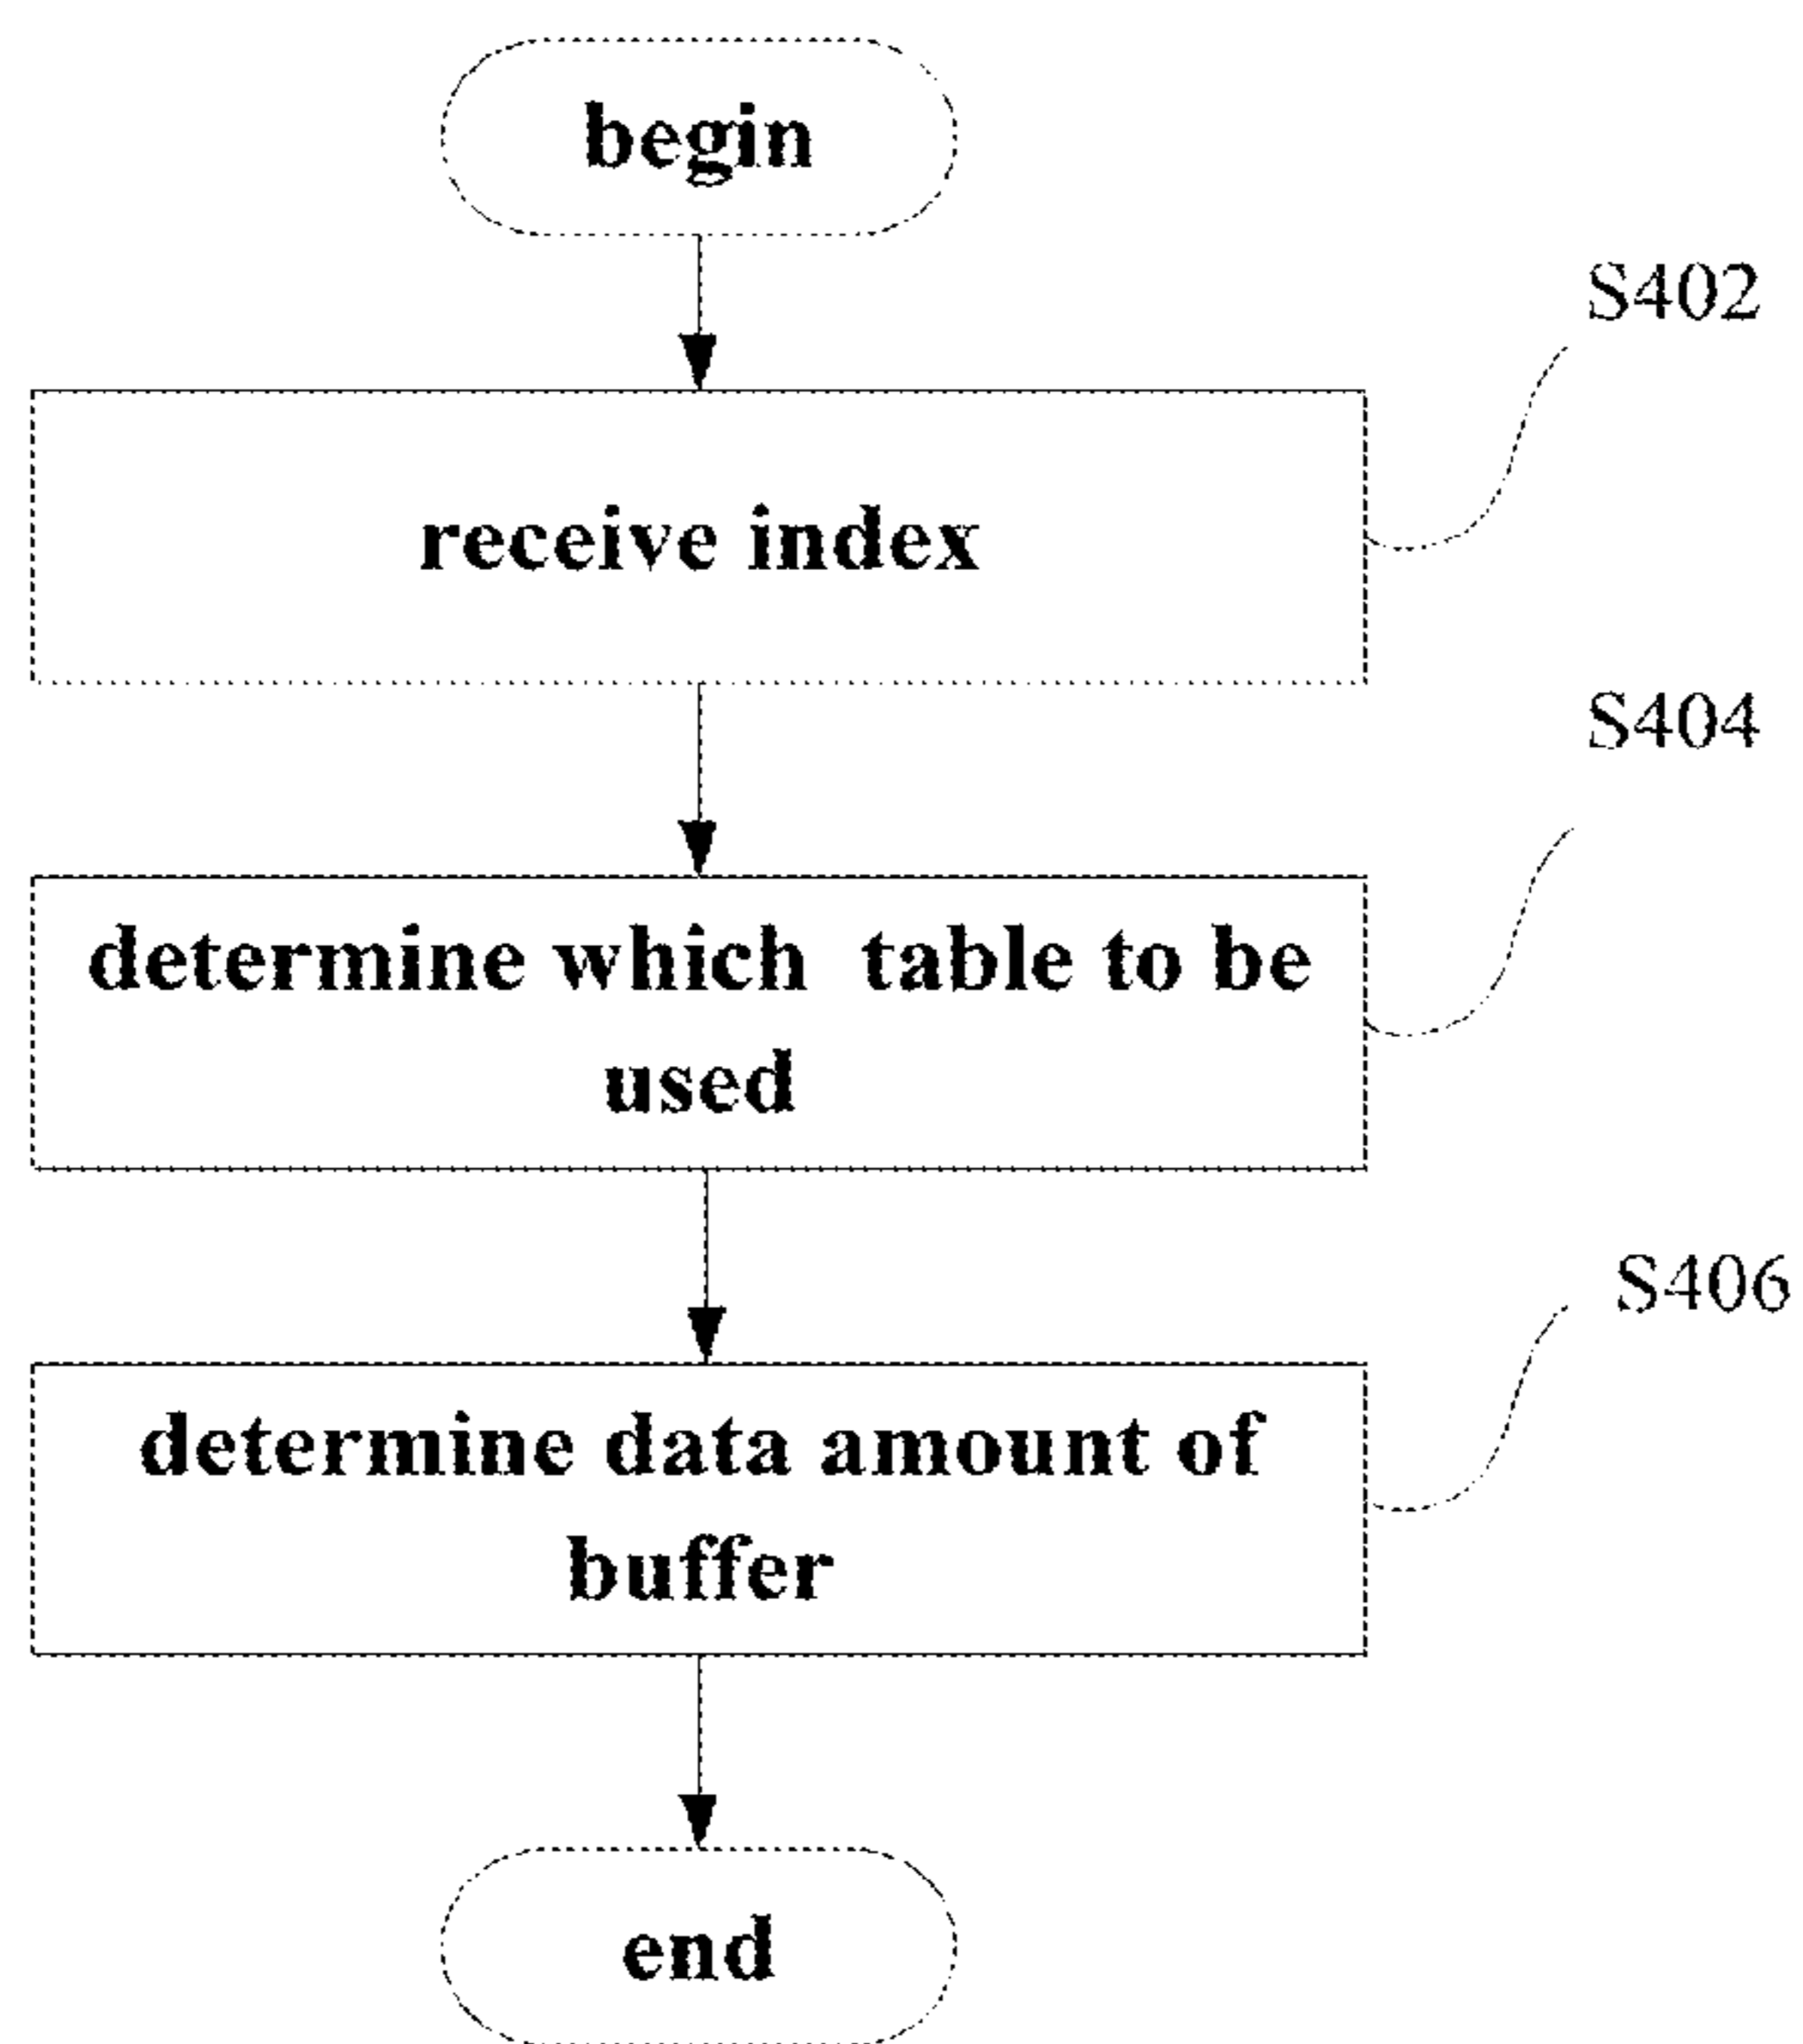 begin
S402
receive index
S404
determine which table to be
used
S406
determine data amount of
buffer
end